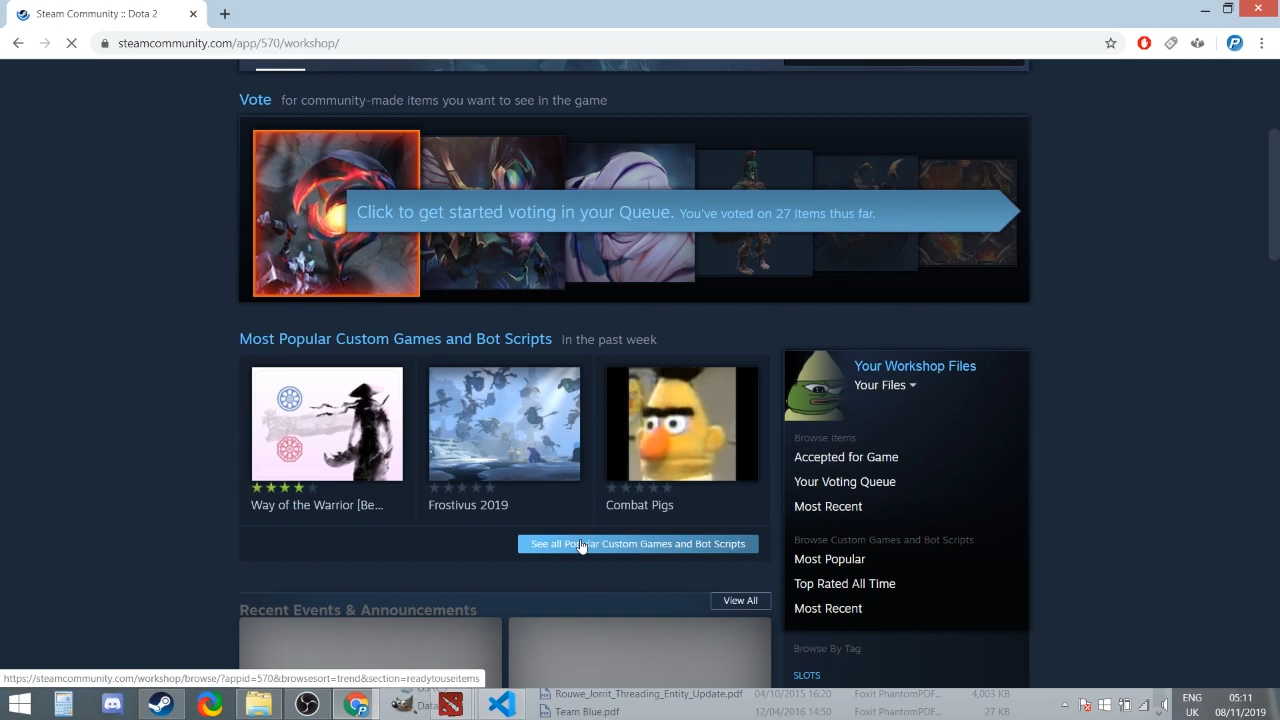 Steam Community :: Dota 2
steamcommunity.com/app/570/workshop/
Vote for community-made items you want to see in the game
Click to get started voting in your Queue. You've voted on 27 Items thus far.
Most Popular Custom Games and Bot Scripts In the past week
Way of the Warrior [Be...
Frostivus 2019
Combat Pigs
See all Popular Custom Games and Bot Scripts
Your Workshop Files
Your Files
Browse Items
Accepted for Game
Your Voting Queue
Most Recent
Browse Custom Games and Bot Scripts
Most Popular
Top Rated All Time
Most Recent
Recent Events & Announcements
View All
Browse By Tag
SLOTS
https://steamcommunity.com/workshop/browse/?appid=570&browsesort=trend&section=readytouseitems
Rouwe_Jorrit_Threading_Entity_Update.pdf 04/10/2015 16:20 Foxit PhantomPDF... 4,003 KB
Team Blue.pdf 12/04/2016 14:50 Foxit PhantomPDF... 27 KB
ENG
UK
05:11
08/11/2019